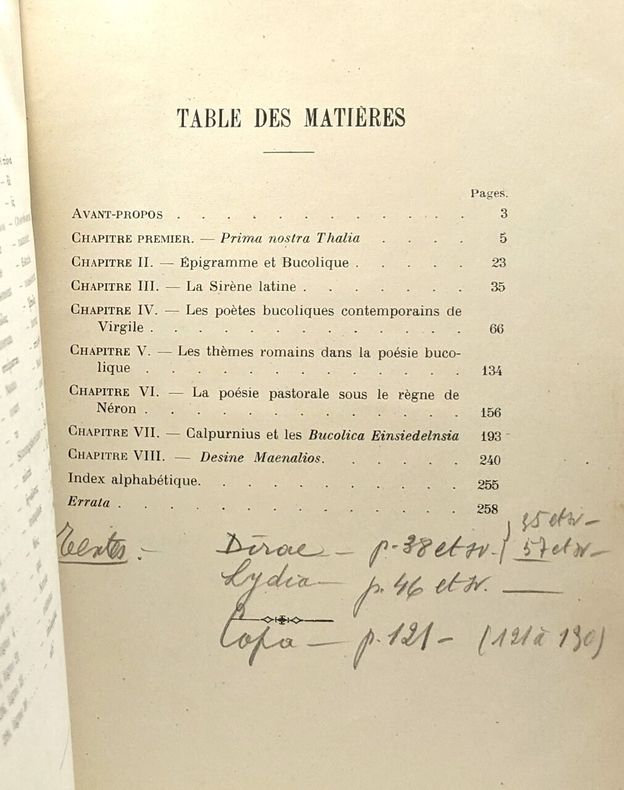 TABLE DES MATIÈRES
Pages.
AVANT-PROPOS . . . . . . . . . . . . 3
CHAPITRE PREMIER. — Prima nostra Thalia . . . . 5
CHAPITRE II. — Épigramme et Bucolique . . . . . 23
CHAPITRE III. — La Sirène latine . . . . . . . 35
CHAPITRE IV. — Les poètes bucoliques contemporains de
Virgile . . . . . . . . . . . . . 66
CHAPITRE V. — Les thèmes romains dans la poésie buco-
lique . . . . . . . . . . . . . 134
CHAPITRE VI. — La poésie pastorale sous le règne de
Néron . . . . . . . . . . . . . 156
CHAPITRE VII. — Calpurnius et les Bucolica Einsiedelnsia 193
CHAPITRE VIII. — Desine Maenalios. . . . . . 240
Index alphabétique. . . . . . . . . . . 255
Errata . . . . . . . . . . . . . . 258
35 et sv —
Textes :- Dirae — p. 38 et sv. / 57 et sv —
Lydia — p. 46 et sv. —
Copa — p. 121 — (121 à 130)